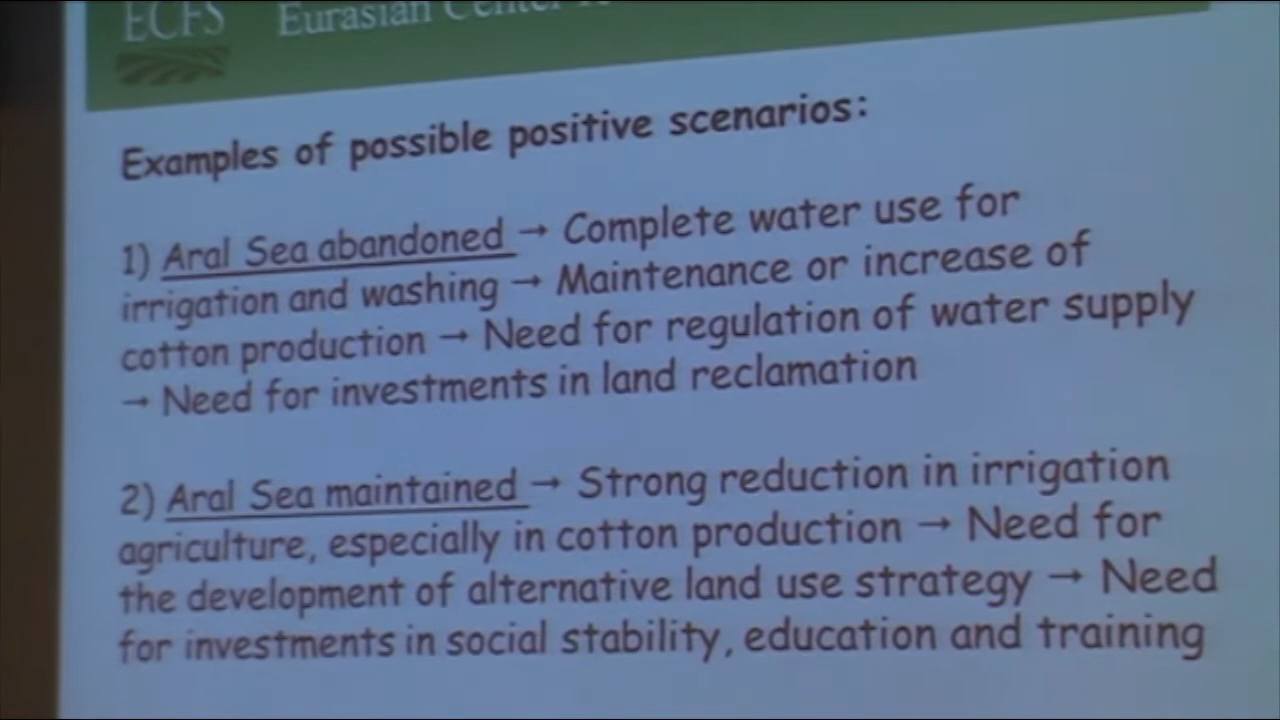 ECFS Eurasian Center
Examples of possible positive scenarios:
1) Aral Sea abandoned → Complete water use for
irrigation and washing → Maintenance or increase of
cotton production → Need for regulation of water supply
→ Need for investments in land reclamation
2) Aral Sea maintained → Strong reduction in irrigation
agriculture, especially in cotton production → Need for
the development of alternative land use strategy → Need
for investments in social stability, education and training